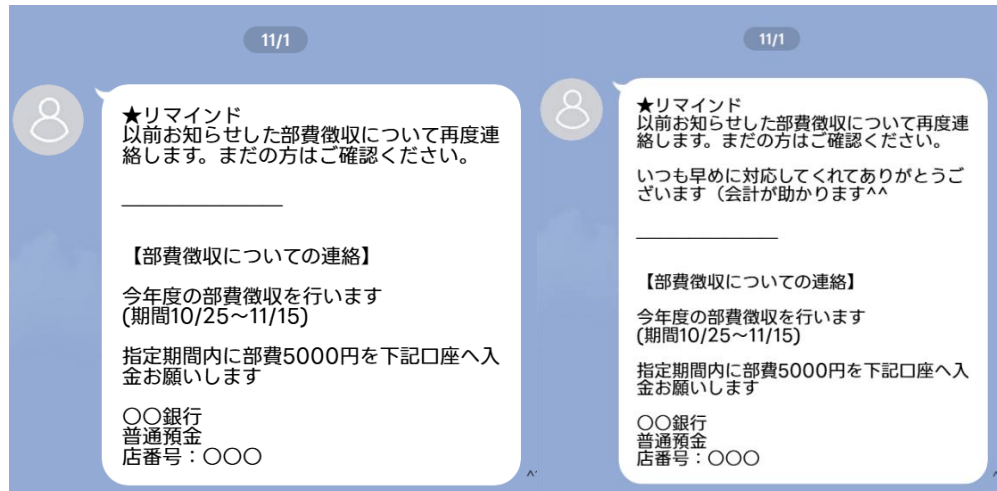 11/1
★リマインド
以前お知らせした部費徴収について再度連
絡します。まだの方はご確認ください。
【部費徴収についての連絡】
今年度の部費徴収を行います
(期間10/25〜11/15)
指定期間内に部費5000円を下記口座へ入
金お願いします
〇〇銀行
普通預金
店番号：〇〇〇
11/1
★リマインド
以前お知らせした部費徴収について再度連
絡します。まだの方はご確認ください。
いつも早めに対応してくれてありがとうご
ざいます（会計が助かります^^
【部費徴収についての連絡】
今年度の部費徴収を行います
(期間10/25〜11/15)
指定期間内に部費5000円を下記口座へ入
金お願いします
〇〇銀行
普通預金
店番号：〇〇〇